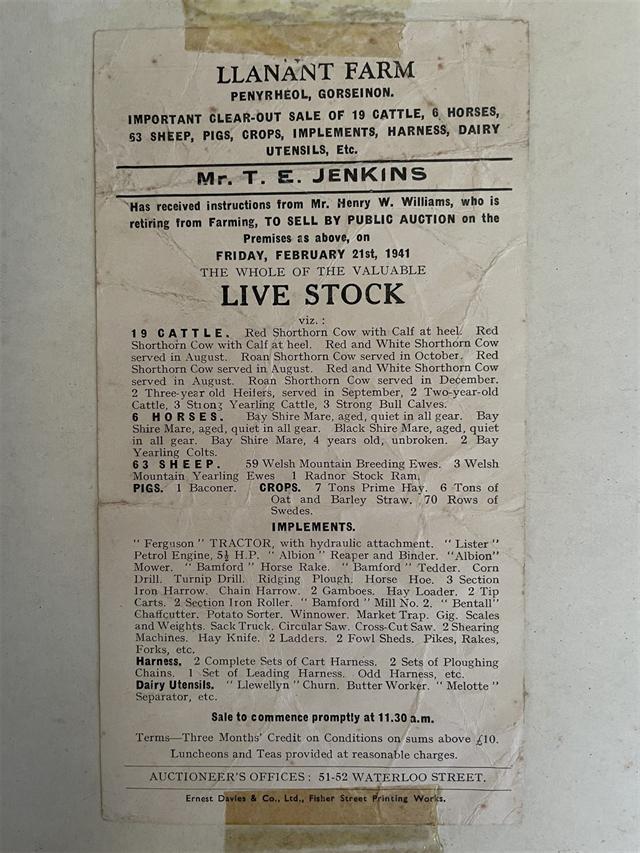 LLANANT FARM
PENYRHEOL, GORSEINON.
IMPORTANT CLEAR-OUT SALE OF 19 CATTLE, 6 HORSES,
63 SHEEP, PIGS, CROPS, IMPLEMENTS, HARNESS, DAIRY
UTENSILS, Etc.
Mr. T. E. JENKINS
Has received instructions from Mr. Henry W. Williams, who is
retiring from Farming, TO SELL BY PUBLIC AUCTION on the
Premises as above, on
FRIDAY, FEBRUARY 21st, 1941
THE WHOLE OF THE VALUABLE
LIVE STOCK
viz. :
19 CATTLE. Red Shorthorn Cow with Calf at heel. Red
Shorthorn Cow with Calf at heel. Red and White Shorthorn Cow
served in August. Roan Shorthorn Cow served in October. Red
Shorthorn Cow served in August. Red and White Shorthorn Cow
served in August. Roan Shorthorn Cow served in December.
2 Three-year old Heifers, served in September, 2 Two-year-old
Cattle, 3 Strong Yearling Cattle, 3 Strong Bull Calves.
6 HORSES. Bay Shire Mare, aged, quiet in all gear. Bay
Shire Mare, aged, quiet in all gear. Black Shire Mare, aged, quiet
in all gear. Bay Shire Mare, 4 years old, unbroken. 2 Bay
Yearling Colts.
63 SHEEP. 59 Welsh Mountain Breeding Ewes. 3 Welsh
Mountain Yearling Ewes 1 Radnor Stock Ram,
PIGS. 1 Baconer. CROPS. 7 Tons Prime Hay. 6 Tons of
Oat and Barley Straw. 70 Rows of
Swedes.
IMPLEMENTS.
" Ferguson " TRACTOR, with hydraulic attachment. " Lister "
Petrol Engine, 5½ H.P. " Albion " Reaper and Binder. "Albion"
Mower. " Bamford " Horse Rake. " Bamford " Tedder. Corn
Drill. Turnip Drill. Ridging Plough. Horse Hoe. 3 Section
Iron Harrow. Chain Harrow. 2 Gamboes. Hay Loader. 2 Tip
Carts. 2 Section Iron Roller. " Bamford " Mill No. 2. " Bentall"
Chaffcutter. Potato Sorter. Winnower. Market Trap. Gig. Scales
and Weights. Sack Truck. Circular Saw. Cross-Cut Saw. 2 Shearing
Machines. Hay Knife. 2 Ladders. 2 Fowl Sheds. Pikes, Rakes,
Forks, etc.
Harness. 2 Complete Sets of Cart Harness. 2 Sets of Ploughing
Chains. 1 Set of Leading Harness. Odd Harness, etc.
Dairy Utensils. " Llewellyn " Churn. Butter Worker. " Melotte "
Separator, etc.
Sale to commence promptly at 11.30 a.m.
Terms—Three Months' Credit on Conditions on sums above £10.
Luncheons and Teas provided at reasonable charges.
AUCTIONEER'S OFFICES : 51-52 WATERLOO STREET.
Ernest Davies & Co., Ltd., Fisher Street Printing Works.